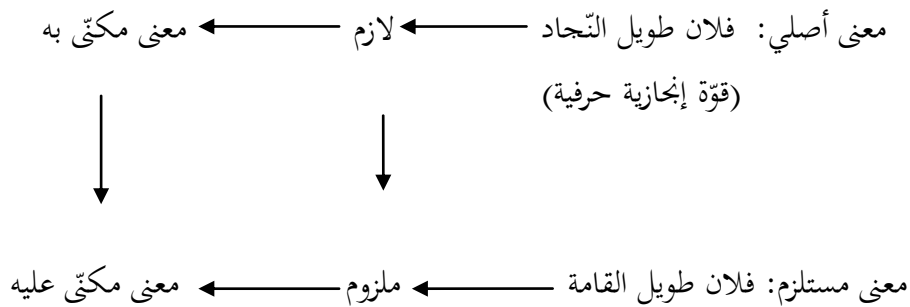 معنى أصلي: فلان طويل النّجاد لازم معنى مكنّى به
(قوّة إنجازية حرفية)
معنى مستلزم: فلان طويل القامة ملزوم معنى مكنّى عليه